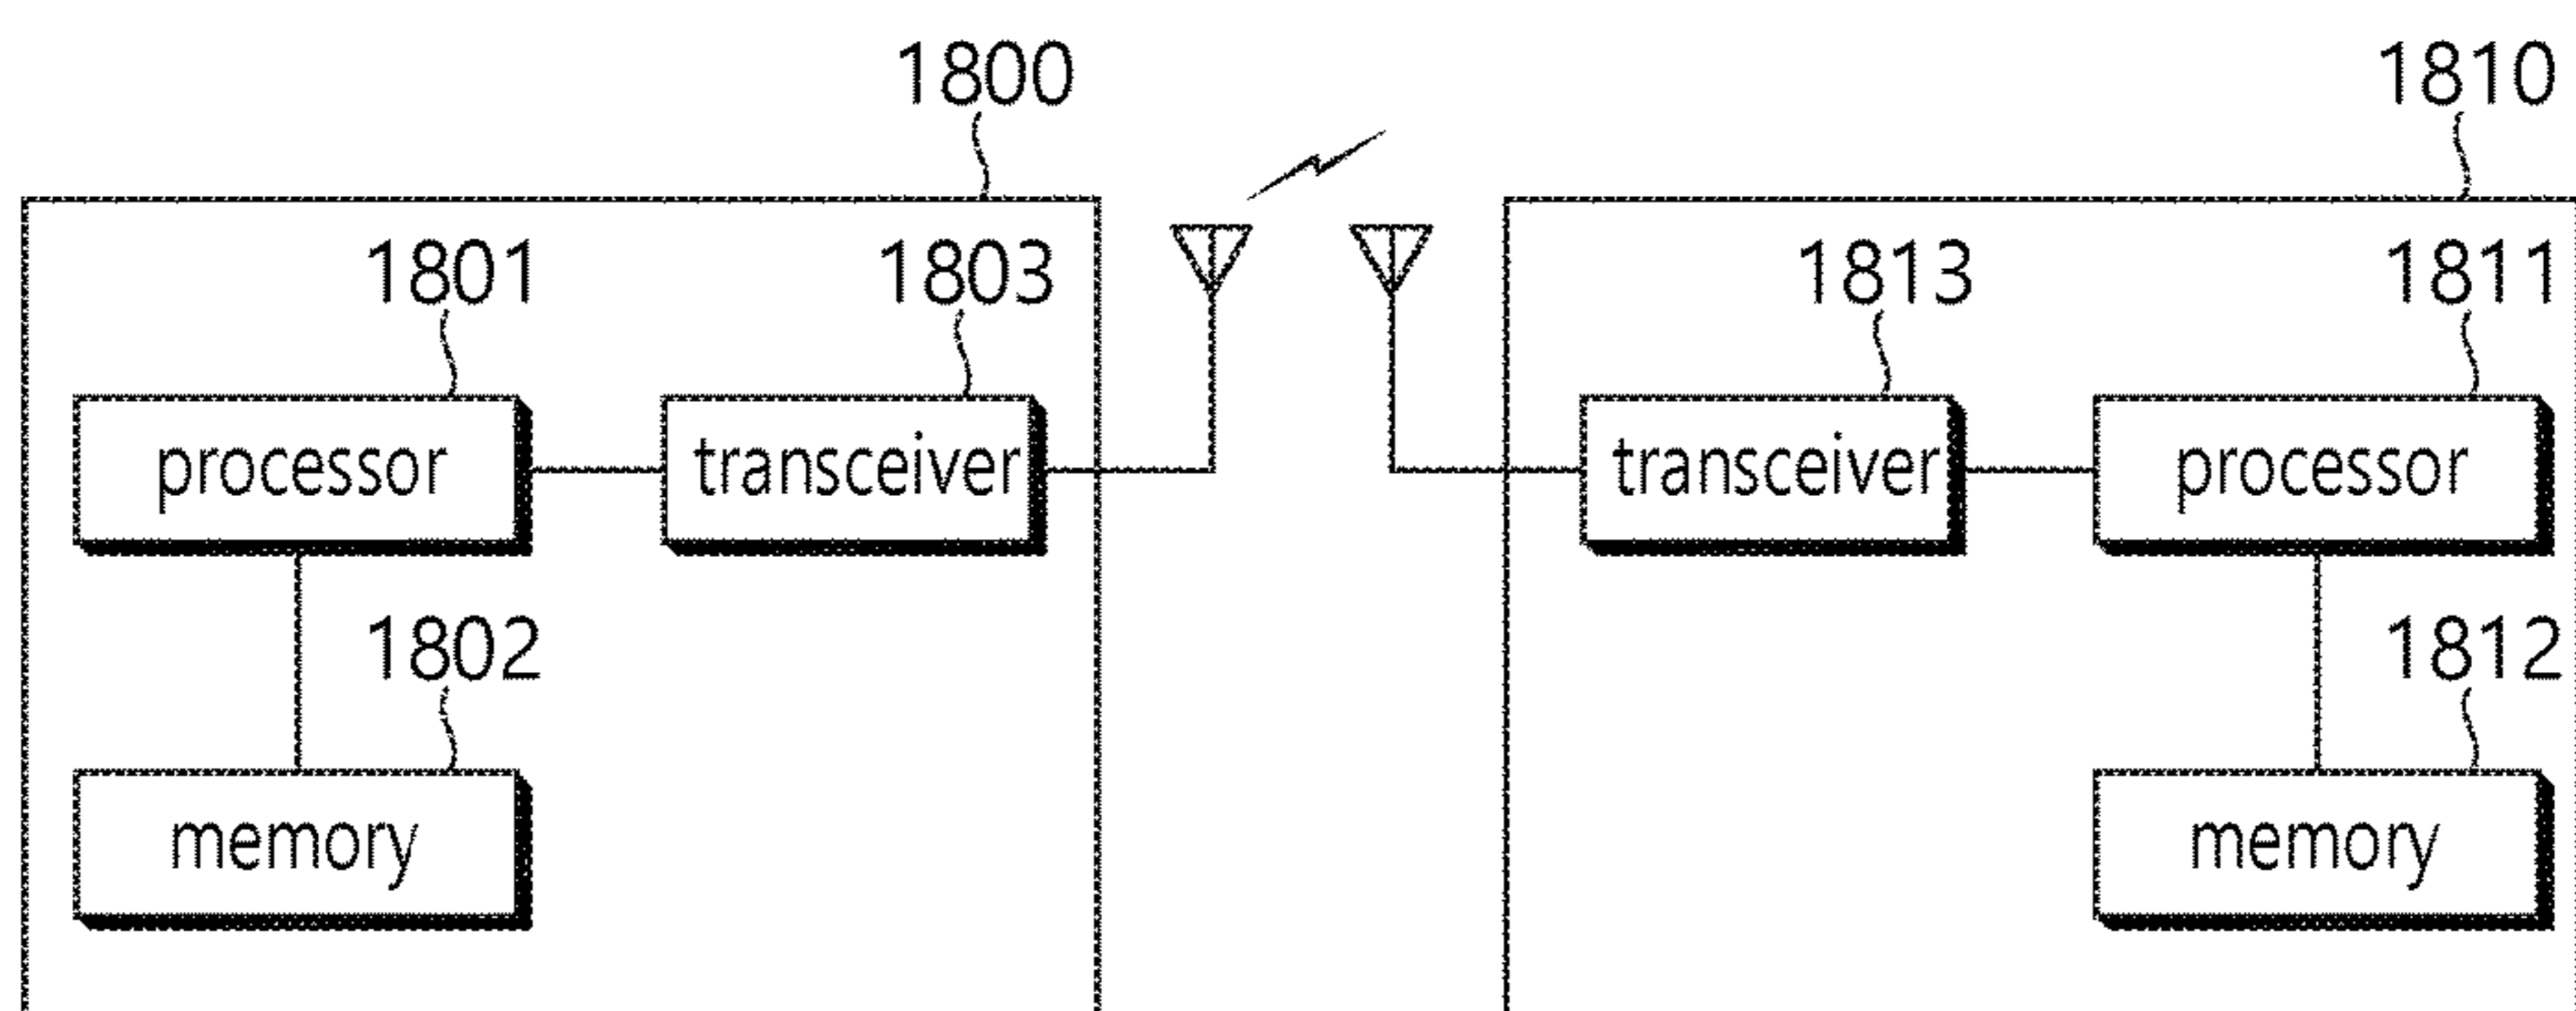 1800 1810
1801 1803 1813 1811
processor transceiver transceiver processor
1802 1812
memory memory